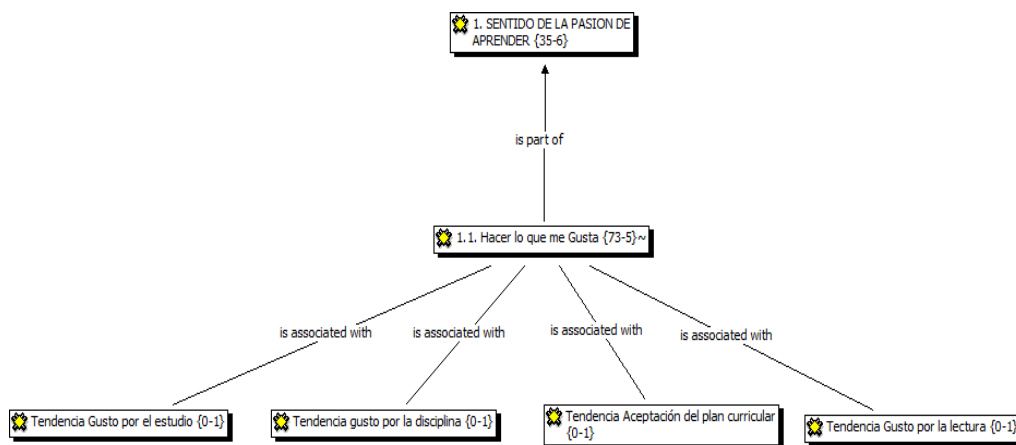 1. SENTIDO DE LA PASION DE
APRENDER {35-6}
is part of
1.1. Hacer lo que me Gusta {73-5}~
is associated with
is associated with
is associated with
is associated with
Tendencia Gusto por el estudio {0-1}
Tendencia gusto por la disciplina {0-1}
Tendencia Aceptación del plan curricular
{0-1}
Tendencia Gusto por la lectura {0-1}